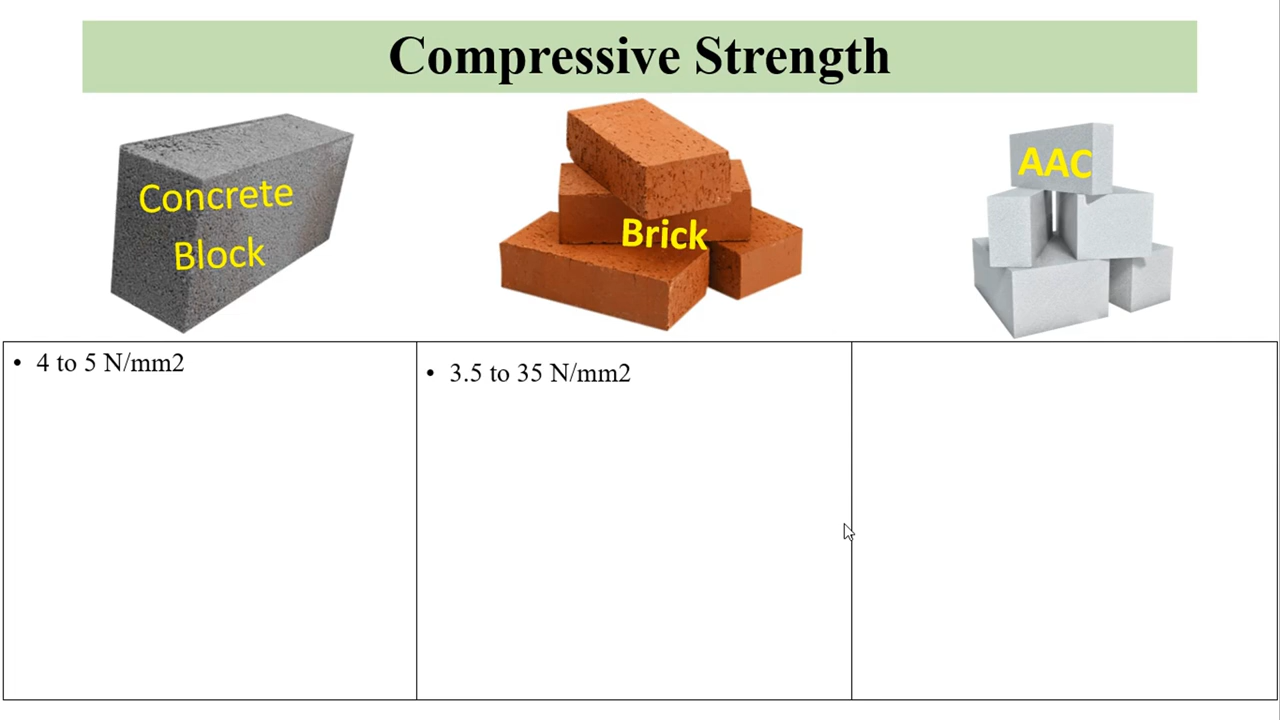 Compressive Strength
Concrete
Block
Brick
AAC
• 4 to 5 N/mm2
• 3.5 to 35 N/mm2